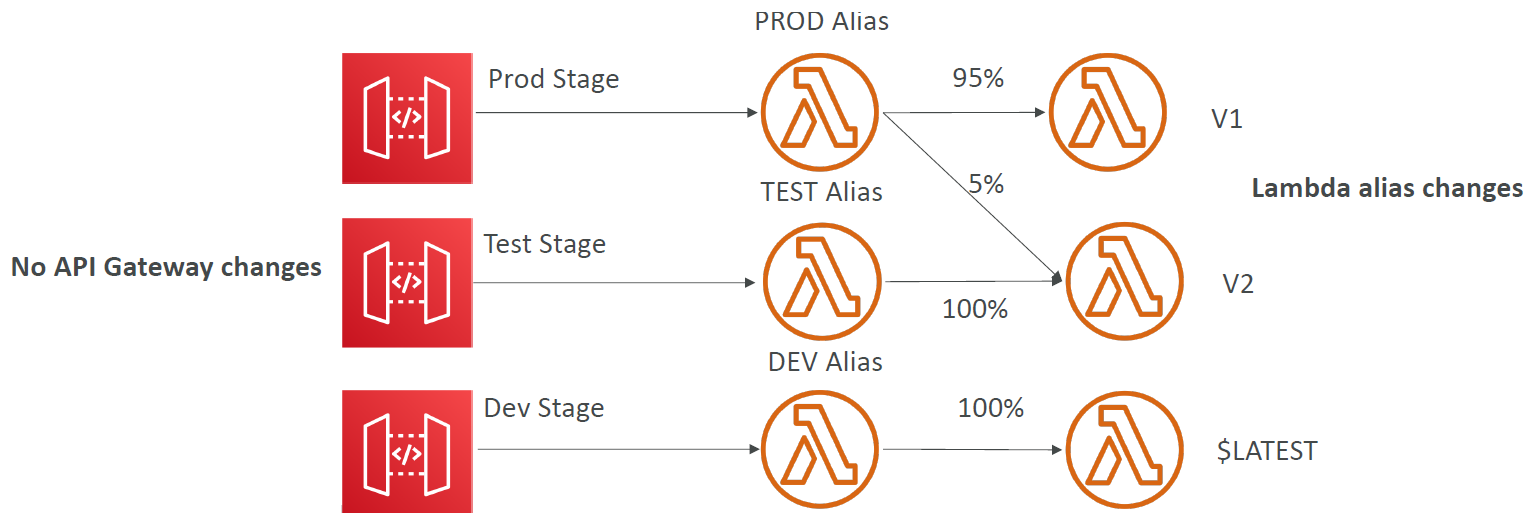 PROD Alias
Prod Stage
95%
V1
5%
TEST Alias
Lambda alias changes
Test Stage
No API Gateway changes
V2
100%
DEV Alias
Dev Stage
100%
$LATEST